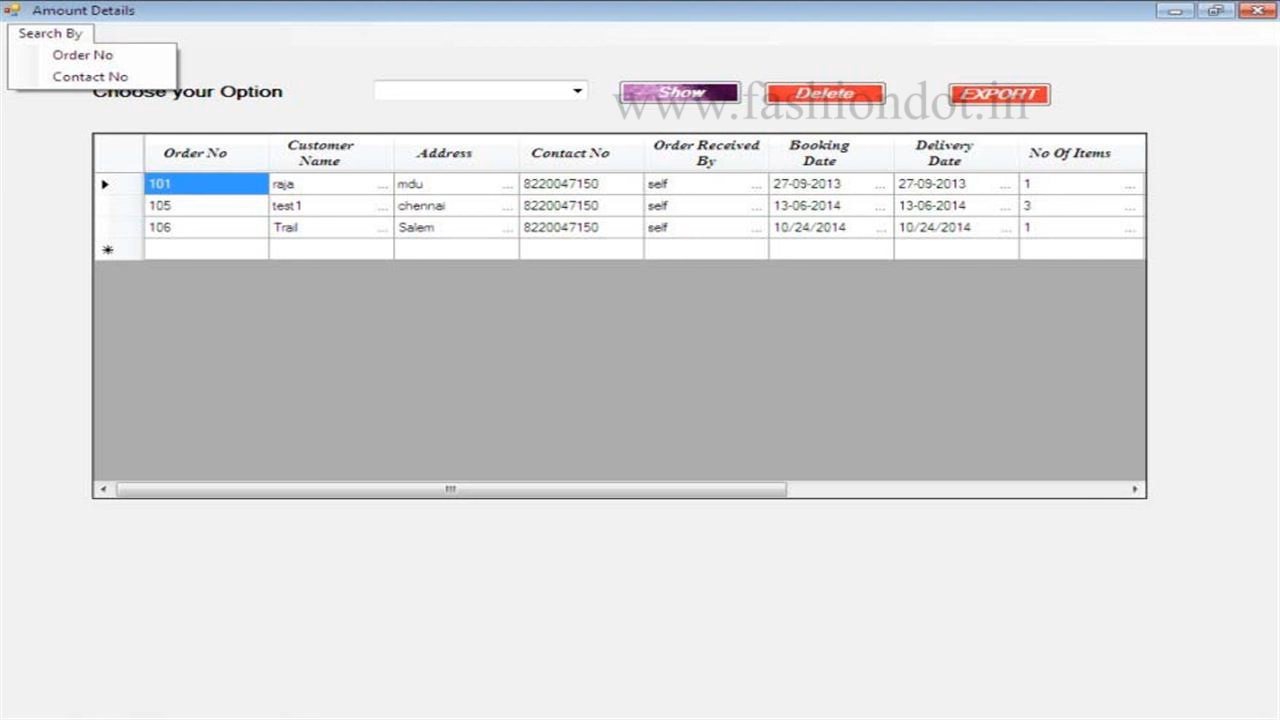 Amount Details
Search By
Order No
Contact No
Choose your Option
Show
Delete
EXPORT
www.fashiondot.in
Order No Customer Name Address Contact No Order Received By Booking Date Delivery Date No Of Items
101 raja ... mdu ... 8220047150 self ... 27-09-2013 ... 27-09-2013 ... 1 ...
105 test1 ... chennai ... 8220047150 self ... 13-06-2014 ... 13-06-2014 ... 3 ...
106 Trail ... Salem ... 8220047150 self ... 10/24/2014 ... 10/24/2014 ... 1 ...